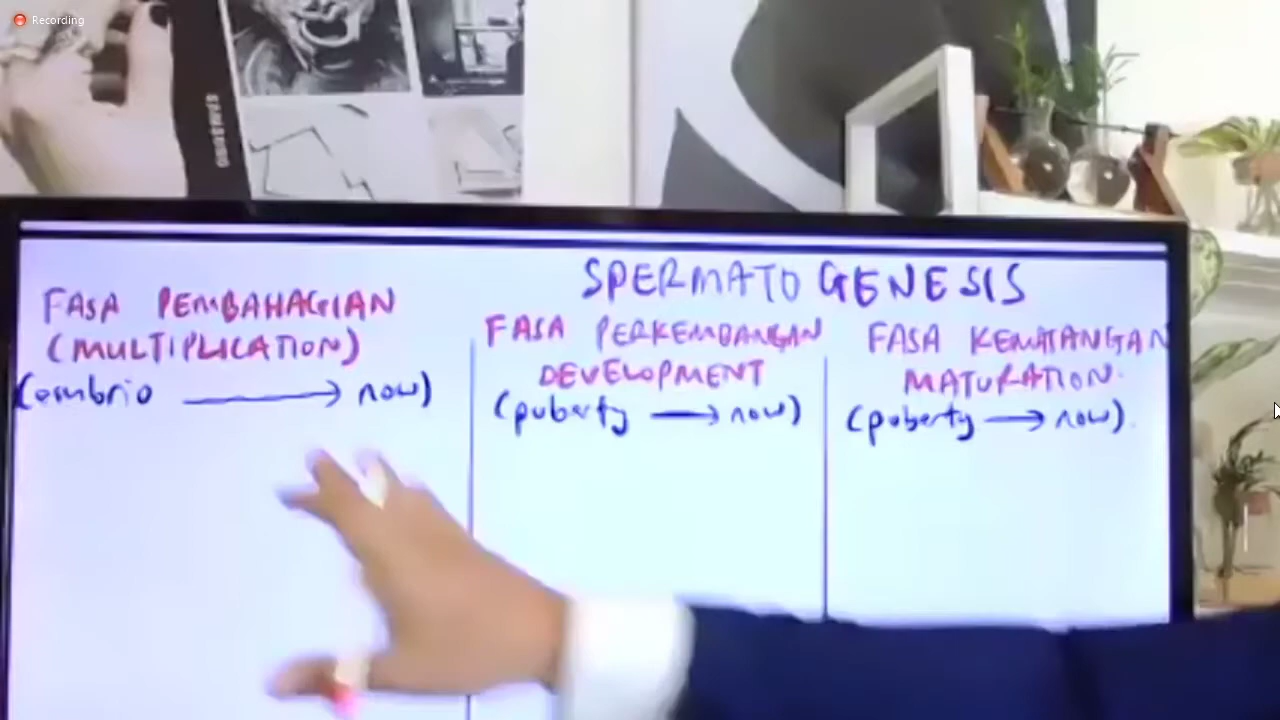 Recording
SPERMATOGENESIS
FASA PEMBAHAGIAN
(MULTIPLICATION)
(embrio → now)
FASA PERKEMBANGAN
DEVELOPMENT
(puberty → now)
FASA KEMATANGAN
MATURATION.
(puberty → now).